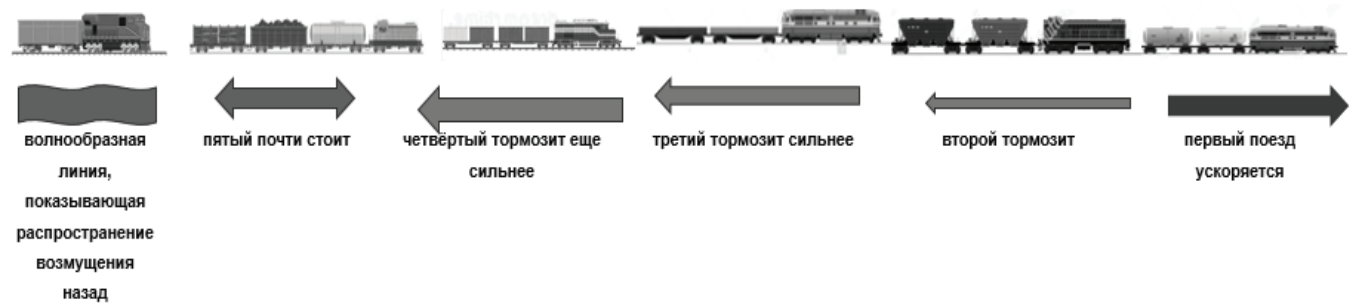 волнообразная
линия,
показывающая
распространение
возмущения
назад
пятый почти стоит
четвёртый тормозит еще
сильнее
третий тормозит сильнее
второй тормозит
первый поезд
ускоряется